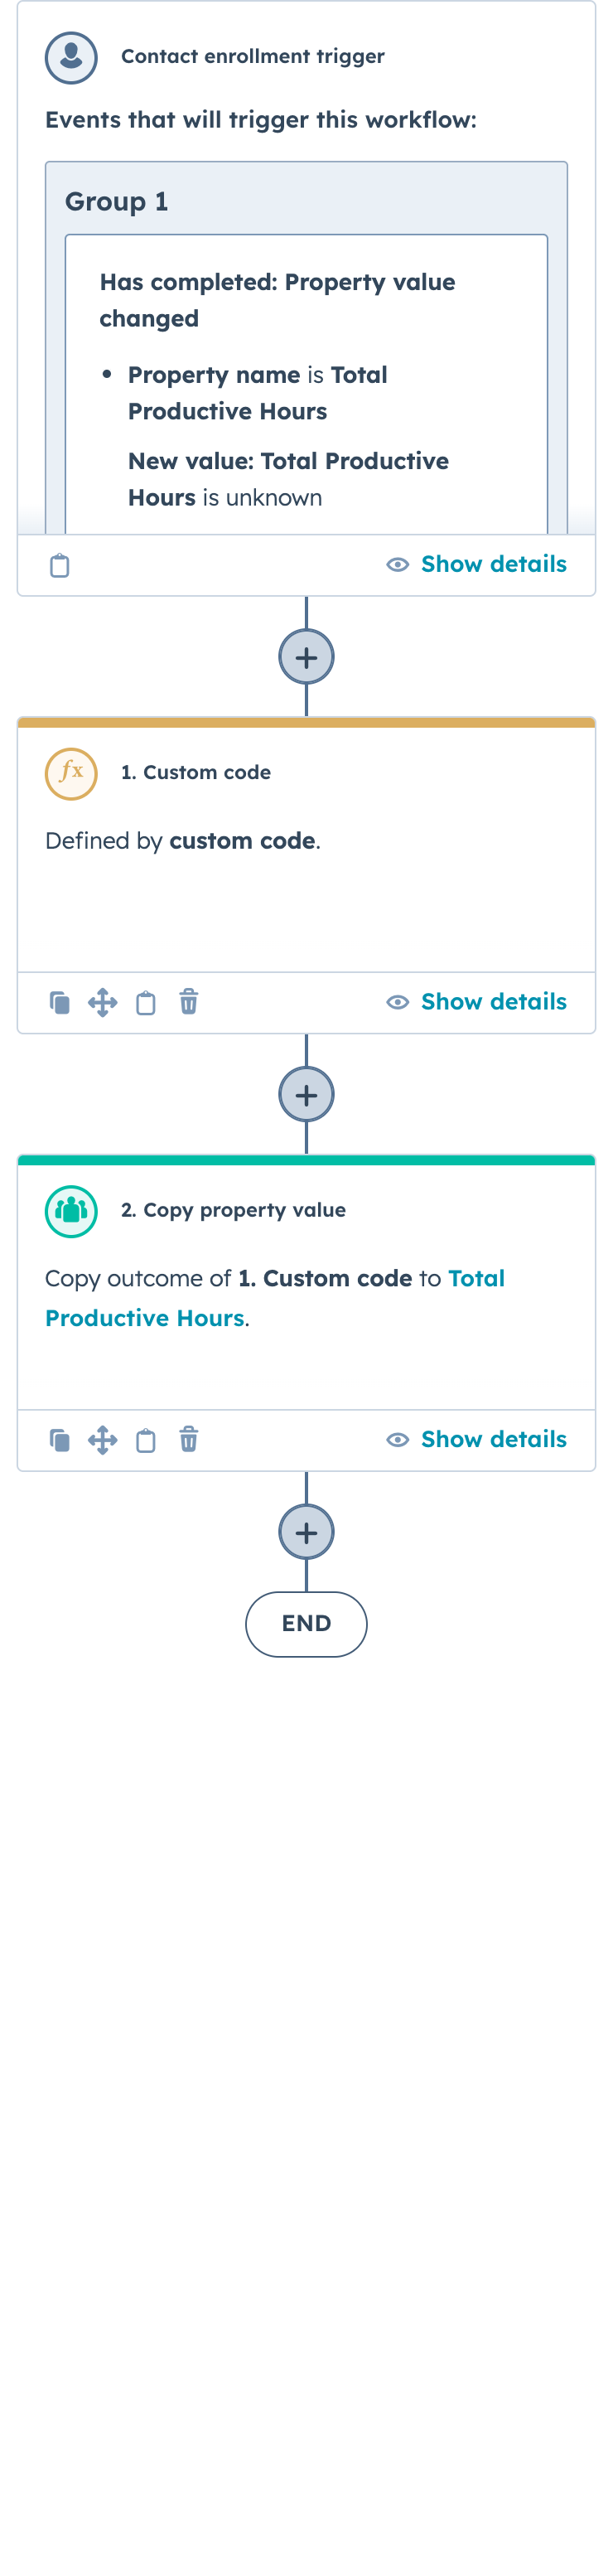 Contact enrollment trigger
Events that will trigger this workflow:
Group 1
Has completed: Property value
changed
• Property name is Total
Productive Hours
New value: Total Productive
Hours is unknown
Show details
+
fx 1. Custom code
Defined by custom code.
Show details
+
2. Copy property value
Copy outcome of 1. Custom code to Total
Productive Hours.
Show details
+
END